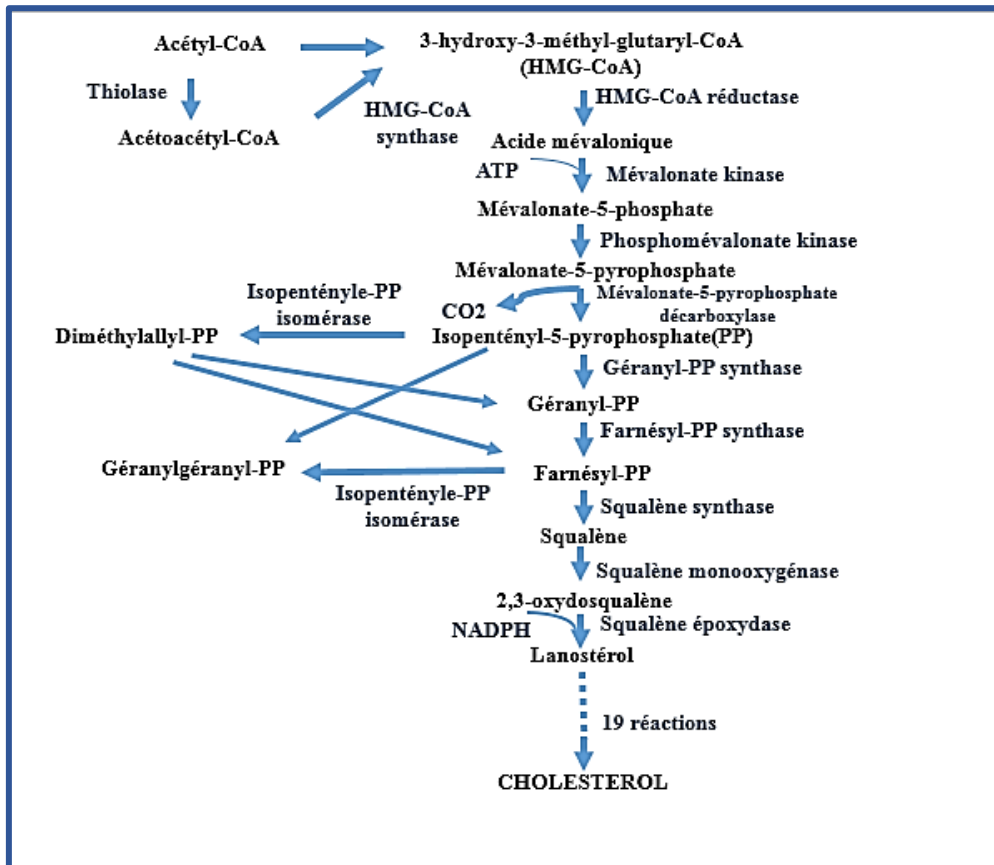 Acétyl-CoA
3-hydroxy-3-méthyl-glutaryl-CoA
(HMG-CoA)
Thiolase
HMG-CoA réductase
HMG-CoA
synthase
Acétoacétyl-CoA
Acide mévalonique
ATP
Mévalonate kinase
Mévalonate-5-phosphate
Phosphomévalonate kinase
Mévalonate-5-pyrophosphate
Isopentényle-PP
isomérase
CO2
Mévalonate-5-pyrophosphate
décarboxylase
Diméthylallyl-PP
Isopentényl-5-pyrophosphate(PP)
Géranyl-PP synthase
Géranyl-PP
Farnésyl-PP synthase
Géranylgéranyl-PP
Farnésyl-PP
Isopentényle-PP
isomérase
Squalène synthase
Squalène
Squalène monooxygénase
2,3-oxydosqualène
NADPH
Squalène époxydase
Lanostérol
19 réactions
CHOLESTEROL